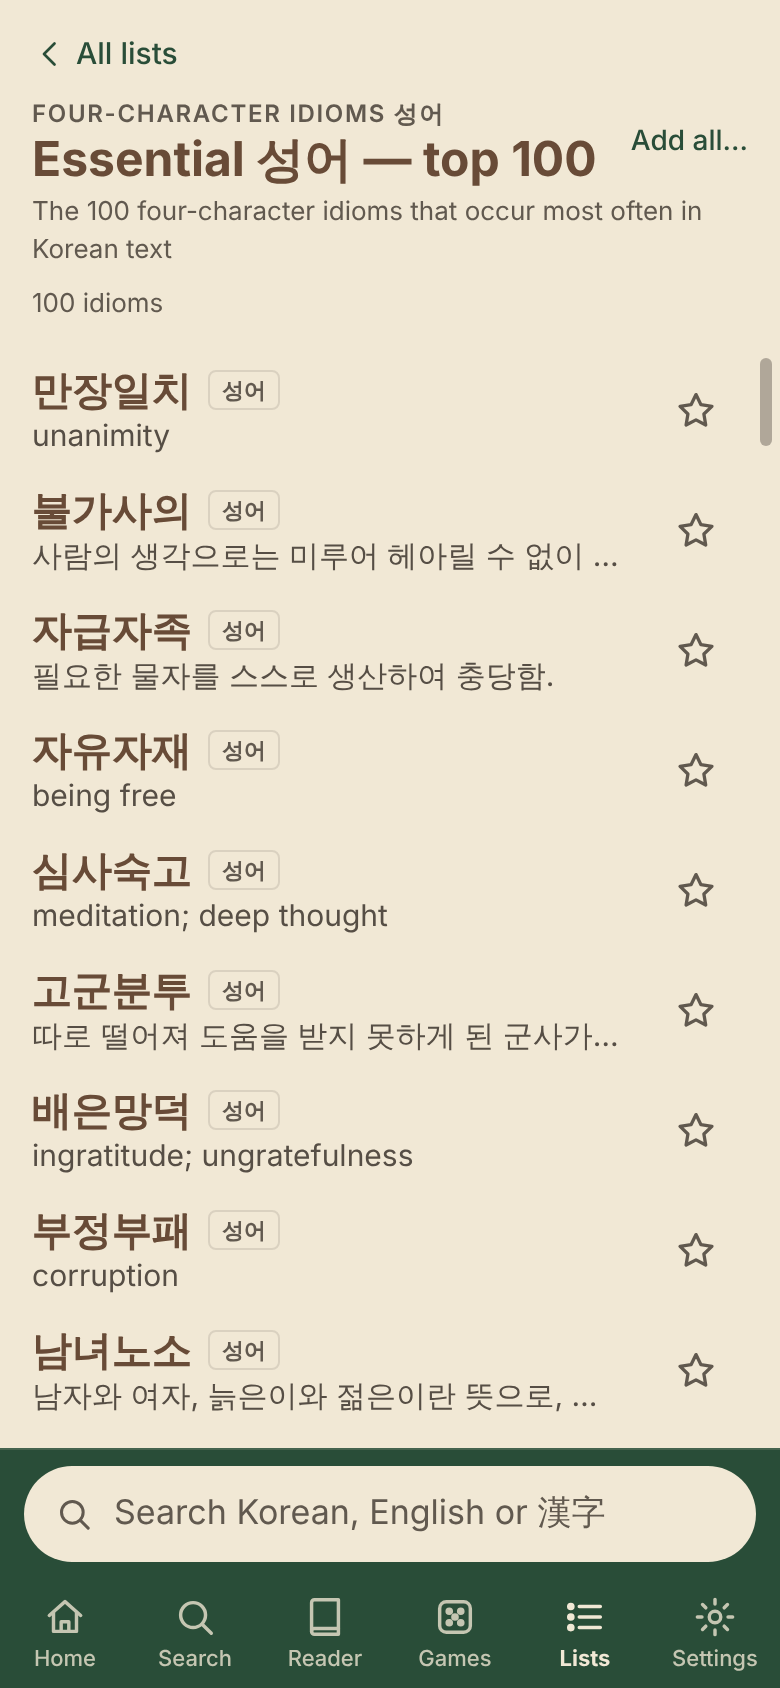 All lists
FOUR-CHARACTER IDIOMS 성어
Essential 성어 — top 100
Add all...
The 100 four-character idioms that occur most often in
Korean text
100 idioms
만장일치 성어
unanimity
불가사의 성어
사람의 생각으로는 미루어 헤아릴 수 없이 ...
자급자족 성어
필요한 물자를 스스로 생산하여 충당함.
자유자재 성어
being free
심사숙고 성어
meditation; deep thought
고군분투 성어
따로 떨어져 도움을 받지 못하게 된 군사가...
배은망덕 성어
ingratitude; ungratefulness
부정부패 성어
corruption
남녀노소 성어
남자와 여자, 늙은이와 젊은이란 뜻으로, ...
Search Korean, English or 漢字
Home Search Reader Games Lists Settings